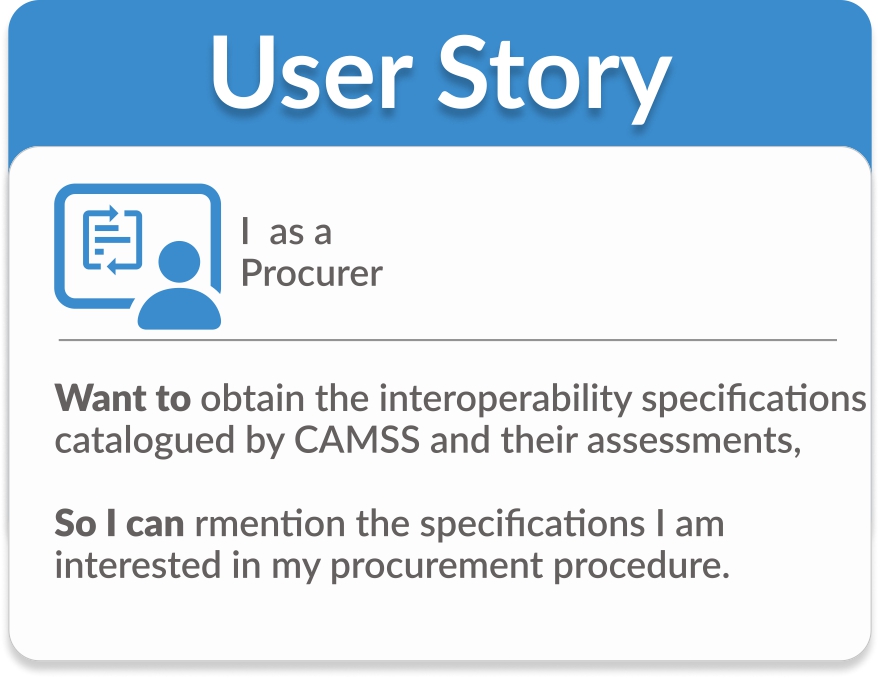 User Story
I as a
Procurer
Want to obtain the interoperability specifications
catalogued by CAMSS and their assessments,
So I can rmention the specifications I am
interested in my procurement procedure.